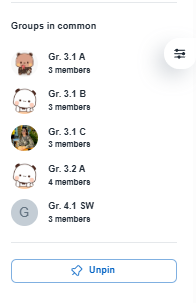 Groups in common
Gr. 3.1 A
3 members
Gr. 3.1 B
3 members
Gr. 3.1 C
3 members
Gr. 3.2 A
4 members
G
Gr. 4.1 SW
3 members
Unpin